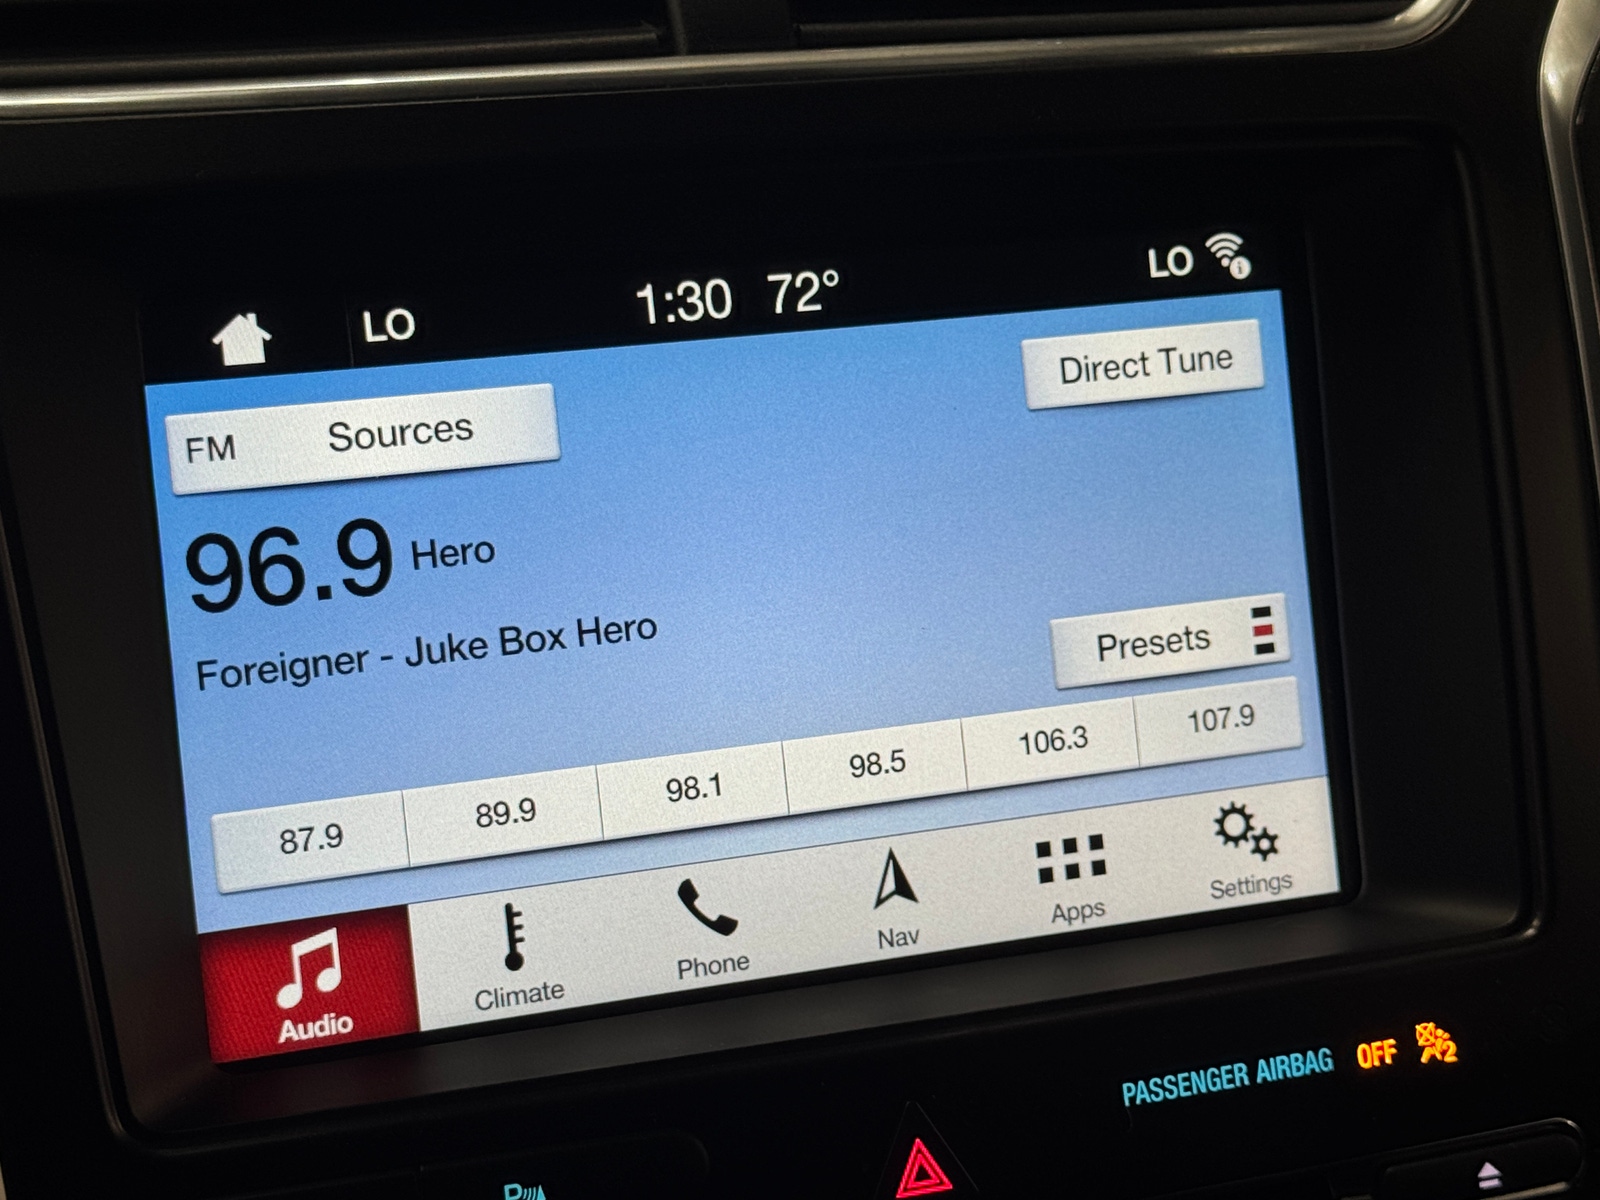 LO 1:30 72° LO
FM Sources
Direct Tune
96.9 Hero
Foreigner - Juke Box Hero
Presets
87.9 89.9 98.1 98.5 106.3 107.9
Audio Climate Phone Nav Apps Settings
PASSENGER AIRBAG OFF 2
P